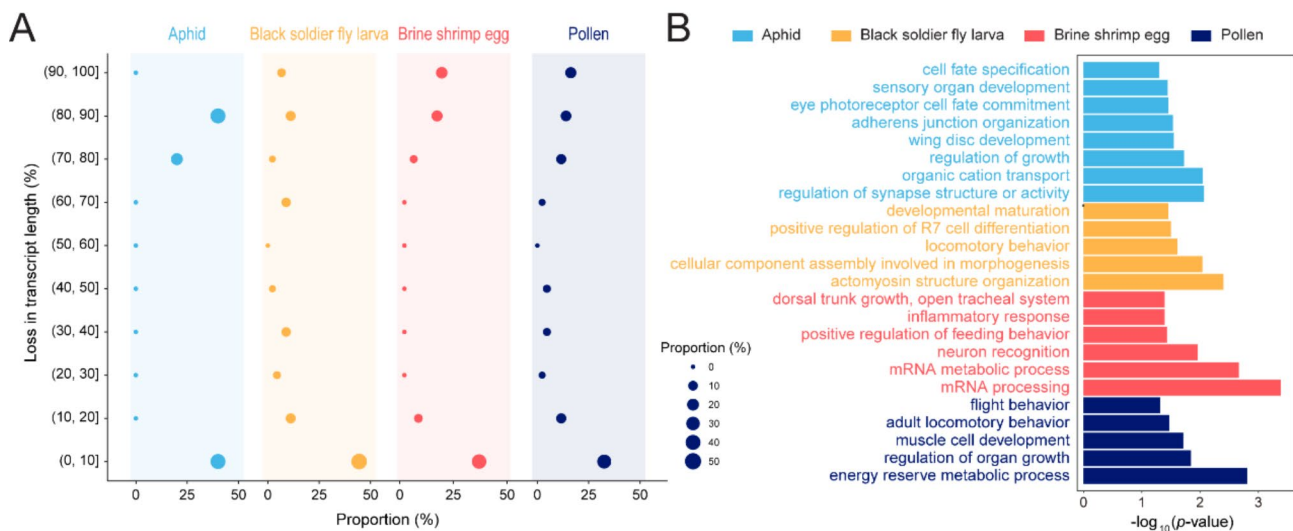 A
Aphid
Black soldier fly larva
Brine shrimp egg
Pollen
Loss in transcript length (%)
(90, 100]
(80, 90]
(70, 80]
(60, 70]
(50, 60]
(40, 50]
(30, 40]
(20, 30]
(10, 20]
(0, 10]
0 50 0 50 0 50 0 50
Proportion (%)
Proportion (%)
0
10
20
30
40
50
B
Aphid
Black soldier fly larva
Brine shrimp egg
Pollen
cell fate specification
sensory organ development
eye photoreceptor cell fate commitment
adherens junction organization
wing disc development
regulation of growth
organic cation transport
regulation of synapse structure or activity
developmental maturation
positive regulation of R7 cell differentiation
locomotory behavior
cellular component assembly involved in morphogenesis
actomyosin structure organization
dorsal trunk growth, open tracheal system
inflammatory response
positive regulation of feeding behavior
neuron recognition
mRNA metabolic process
mRNA processing
flight behavior
adult locomotory behavior
muscle cell development
regulation of organ growth
energy reserve metabolic process
0 1 2 3
-log10(p-value)